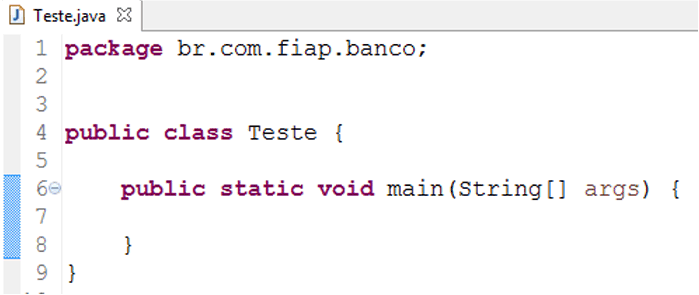 Teste.java
1 package br.com.fiap.banco;
2
3
4 public class Teste {
5
6 public static void main(String[] args) {
7
8 }
9 }